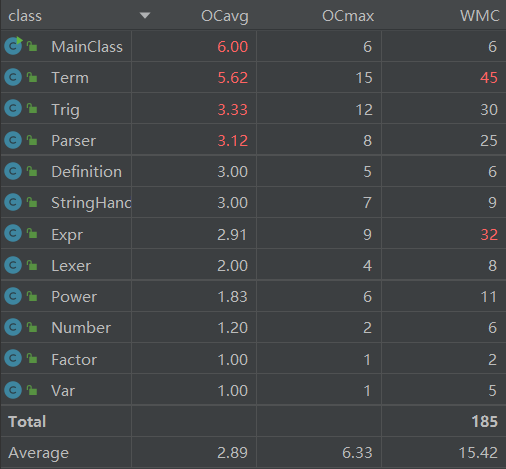 class OCavg OCmax WMC
MainClass 6.00 6 6
Term 5.62 15 45
Trig 3.33 12 30
Parser 3.12 8 25
Definition 3.00 5 6
StringHand 3.00 7 9
Expr 2.91 9 32
Lexer 2.00 4 8
Power 1.83 6 11
Number 1.20 2 6
Factor 1.00 1 2
Var 1.00 1 5
Total 185
Average 2.89 6.33 15.42